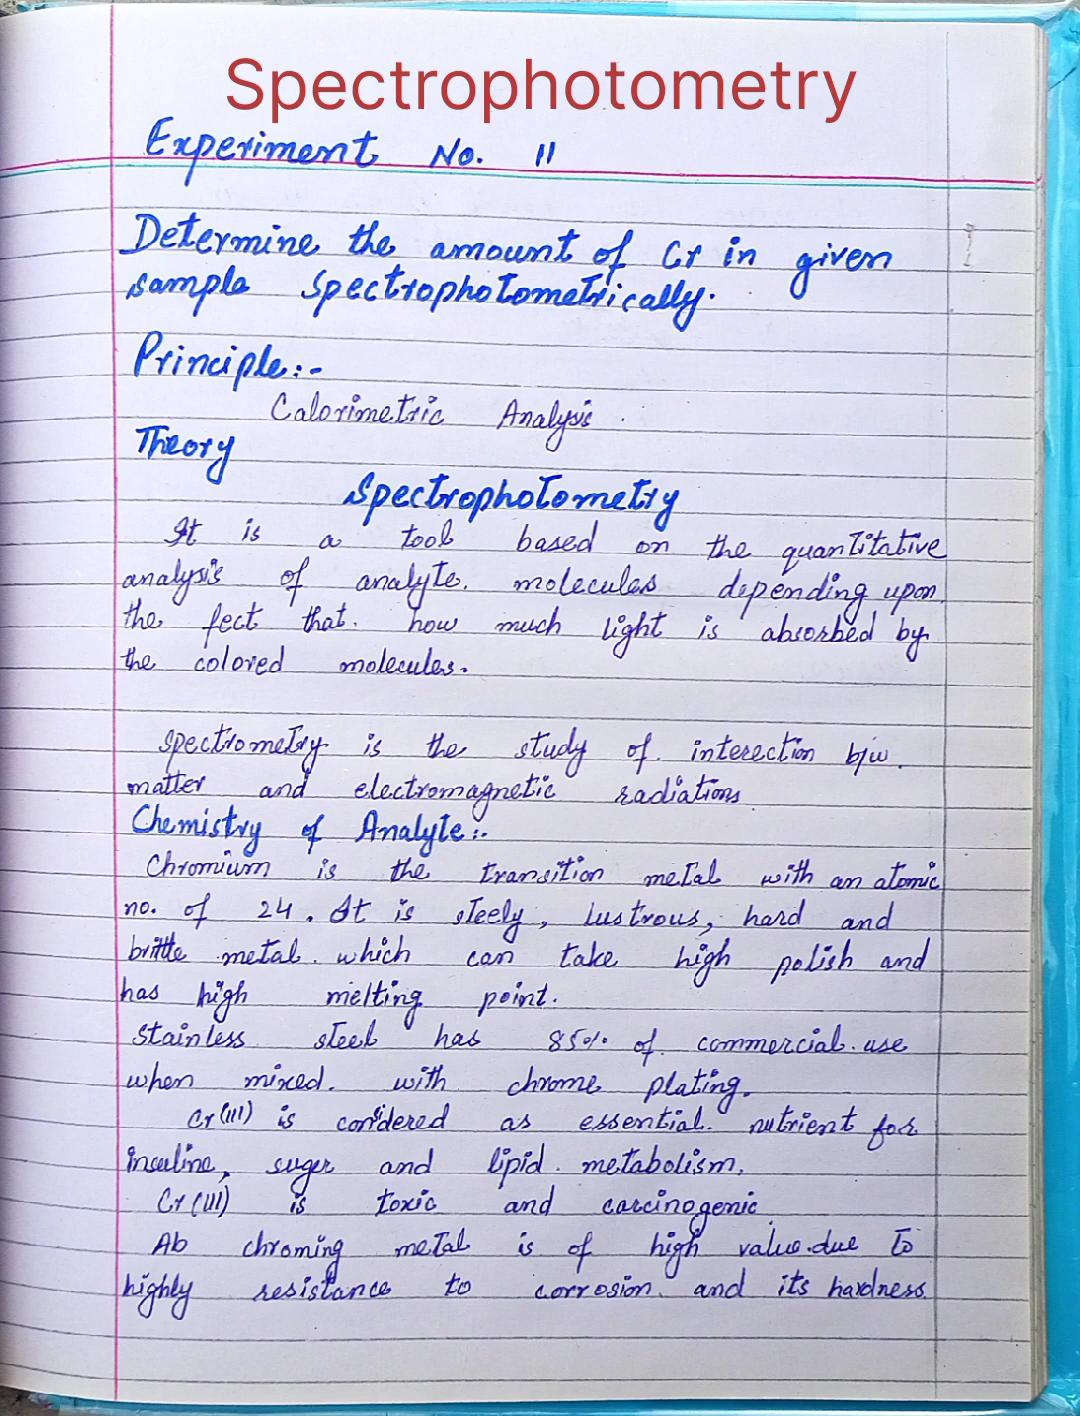 Spectrophotometry
Experiment No. 11
Determine the amount of Cr in given
sample spectrophotometrically.
Principle:-
Calorimetric Analysis.
Theory
Spectrophotometry
It is a tool based on the quantitative
analysis of analyte. molecules depending upon
the fect that. how much light is absorbed by
the colored molecules.
Spectrometry is the study of interection b/w.
matter and electromagnetic radiations
Chemistry of Analyte:-
Chromium is the transition metal with an atomic
no. of 24. It is steely, lustrous, hard and
brittle metal. which can take high polish and
has high melting point.
Stainless steel has 85% of commercial use
when mixed. with chrome plating.
Cr(III) is considered as essential nutrient for
insuline, suger and lipid metabolism.
Cr(III) is toxic and carcinogenic
Ab chroming metal is of high value due to
highly resistance to corrosion and its hardness.